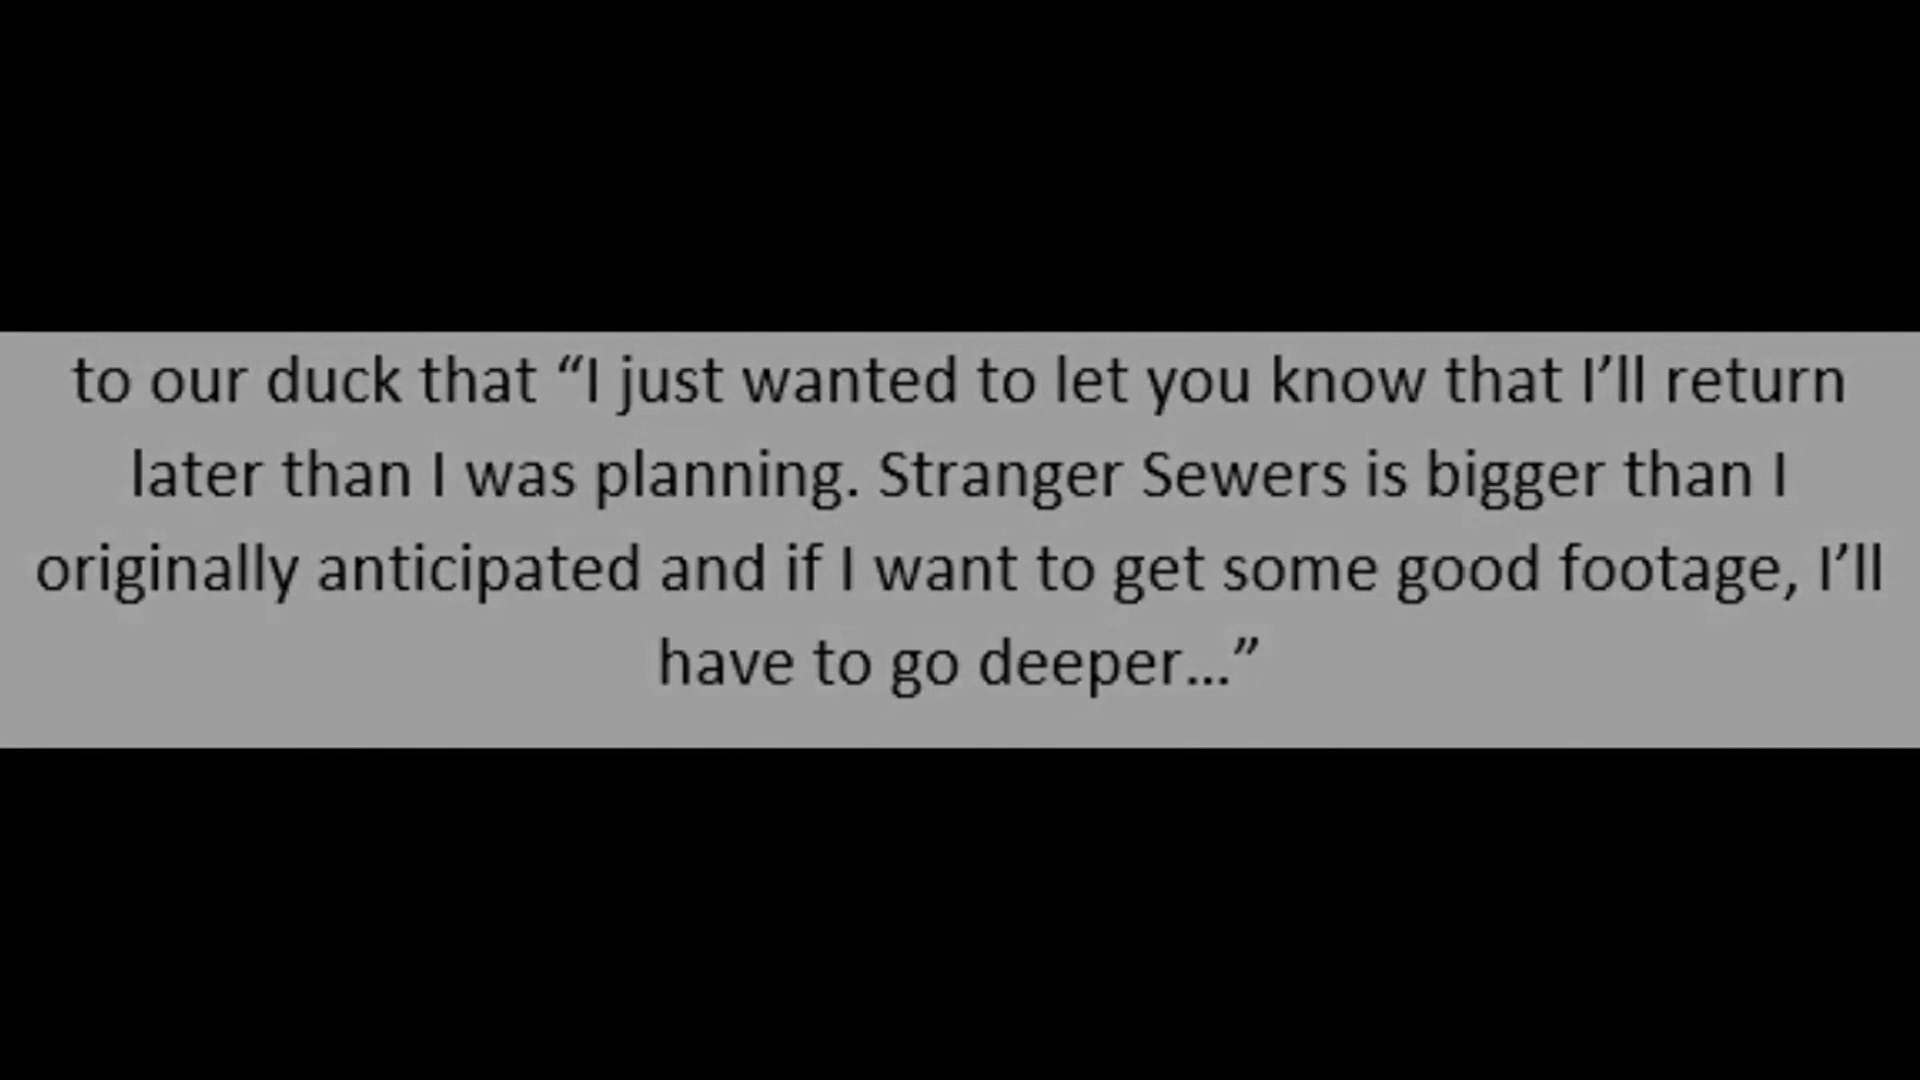 to our duck that “I just wanted to let you know that I’ll return
later than I was planning. Stranger Sewers is bigger than I
originally anticipated and if I want to get some good footage, I’ll
have to go deeper…”